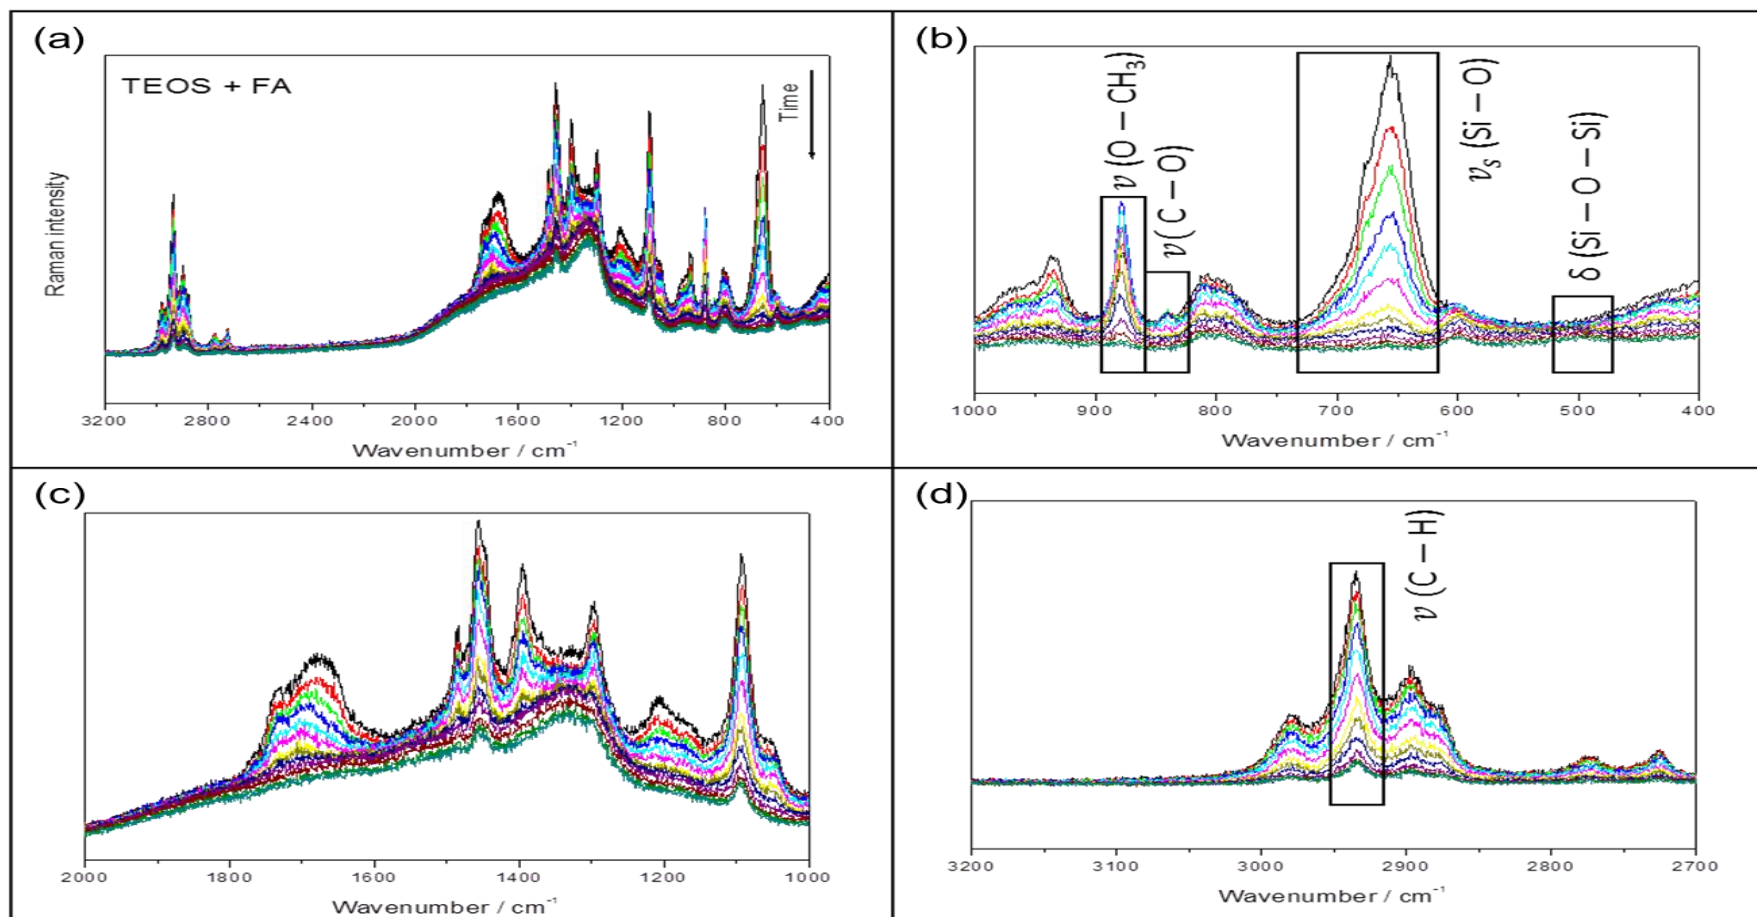 (a)
TEOS + FA
Time
Raman intensity
3200 2800 2400 2000 1600 1200 800 400
Wavenumber / cm⁻¹
(b)
ν (O – CH₃)
ν (C – O)
νₛ (Si – O)
δ (Si – O – Si)
1000 900 800 700 600 500 400
Wavenumber / cm⁻¹
(c)
2000 1800 1600 1400 1200 1000
Wavenumber / cm⁻¹
(d)
ν (C – H)
3200 3100 3000 2900 2800 2700
Wavenumber / cm⁻¹